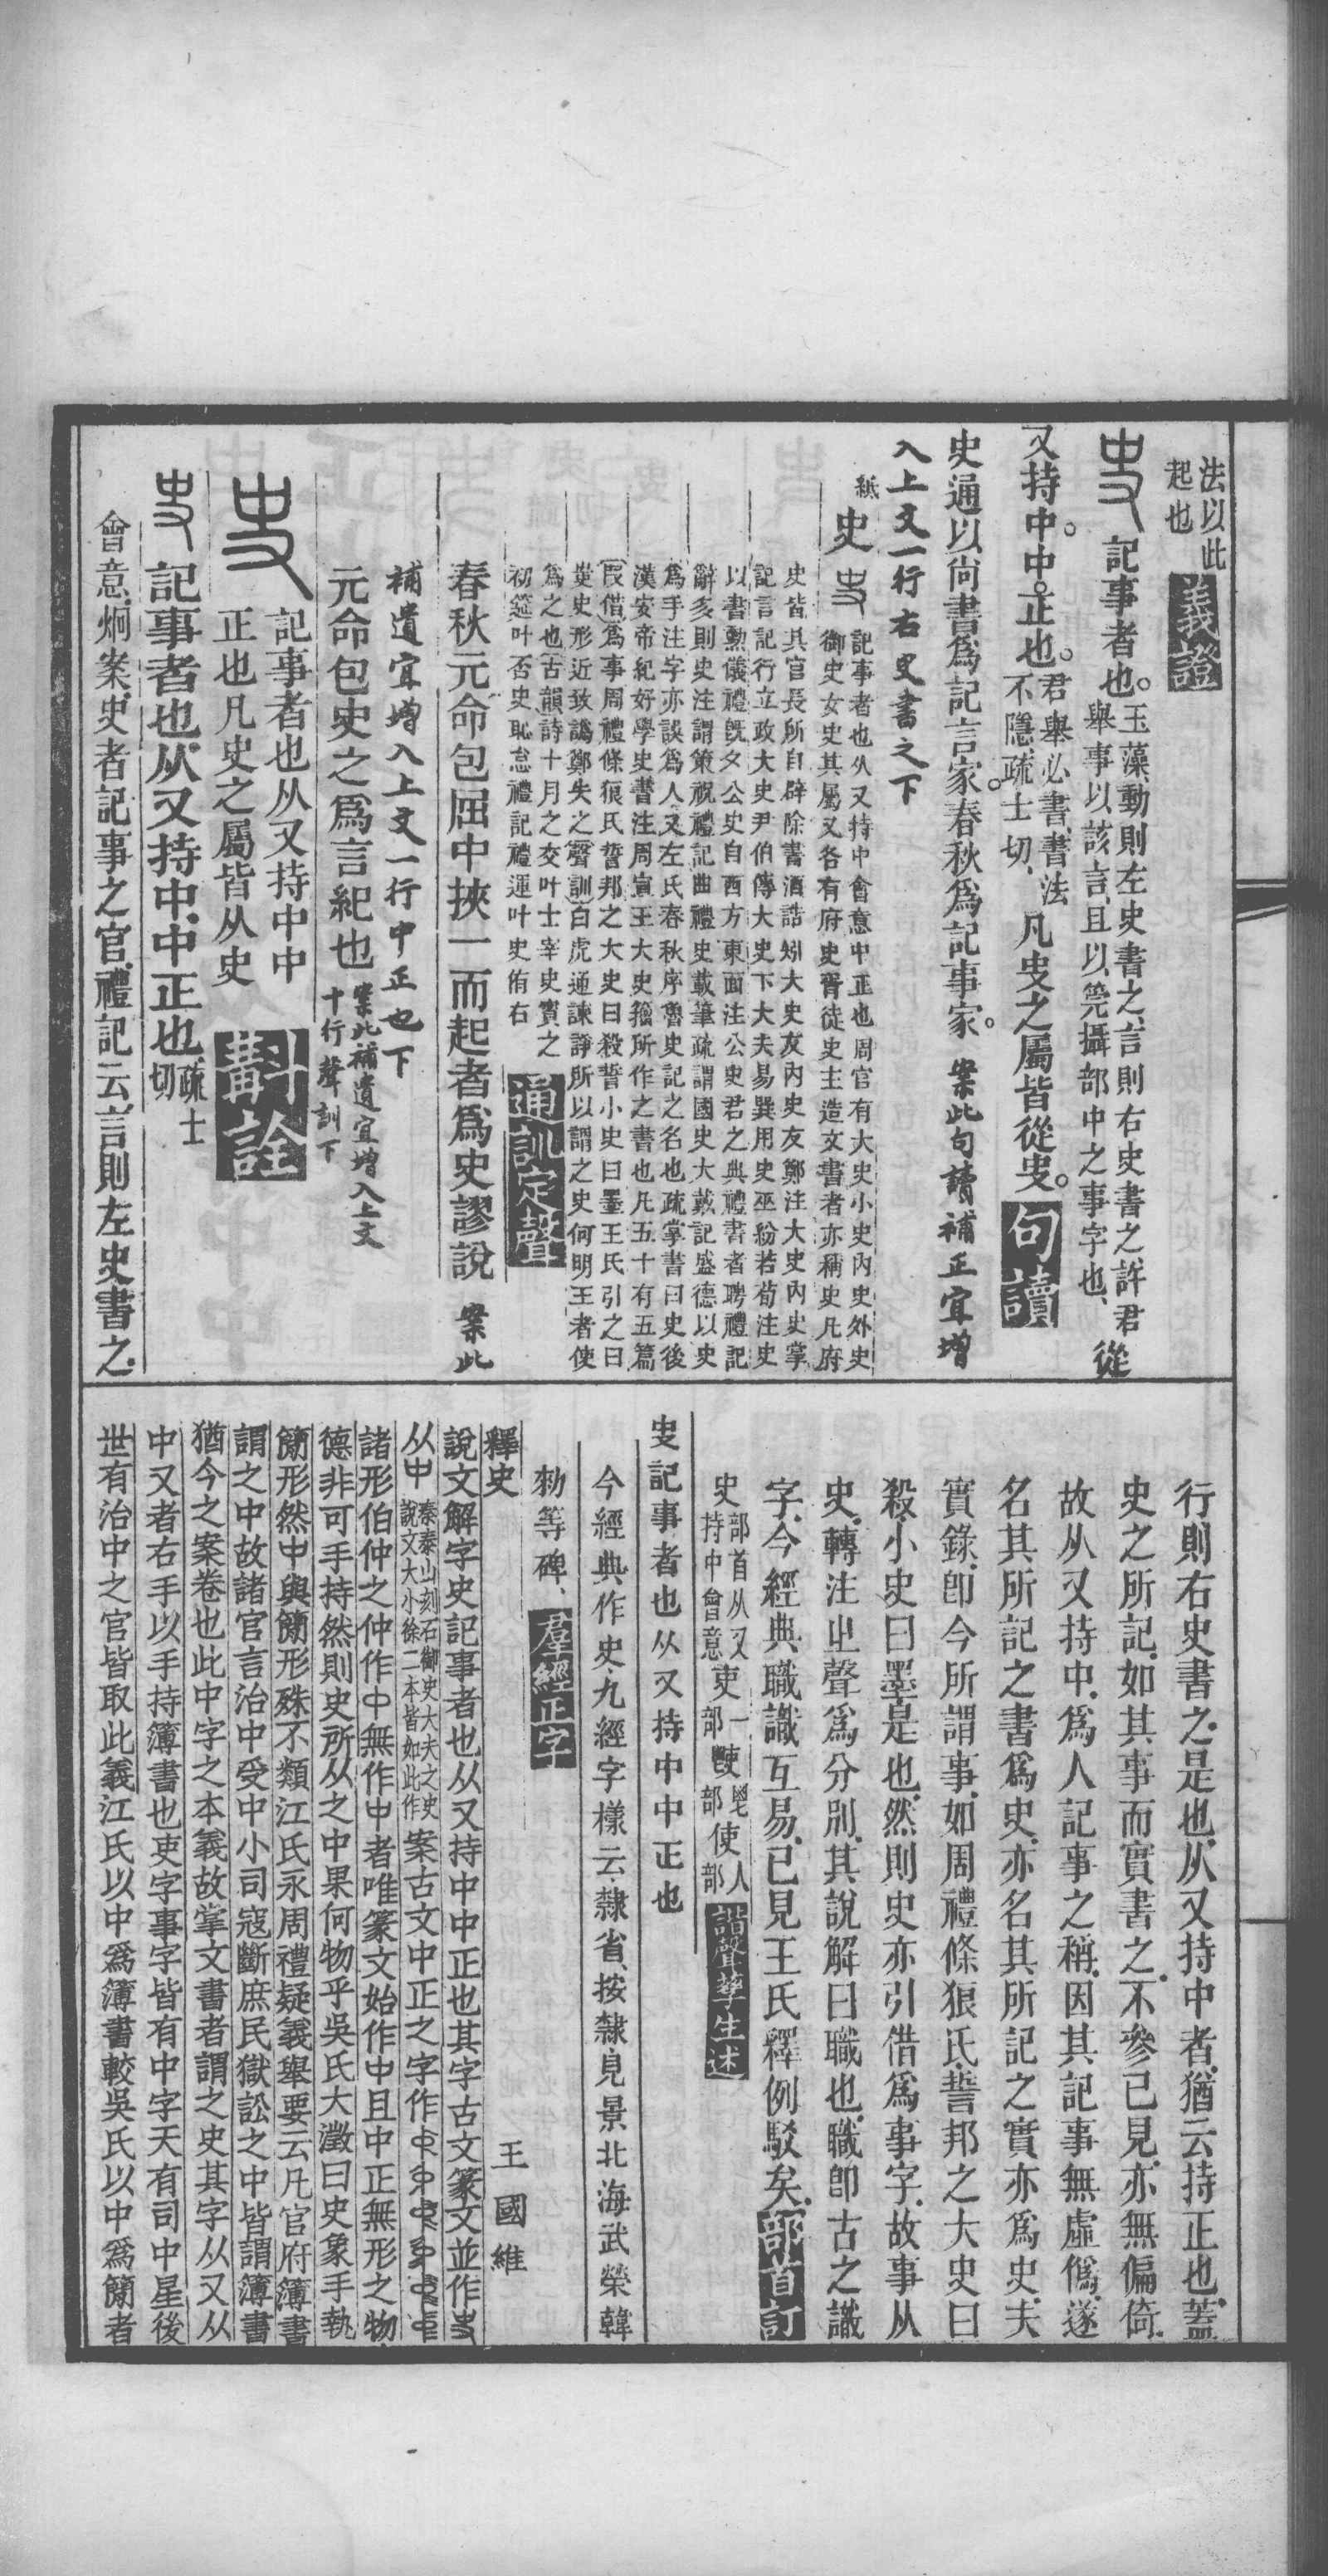 法以此
起也
義證
㕜記事者也。玉藻、動則左史書之、言則右史書之、許君
舉事以該言、且以筦攝部中之事字也、從
又持中。中。正也。君舉必書、書法
不隱疏士切、凡㕜之屬皆從㕜。句讀
史通以尚書爲記言家。春秋爲記事家。案此句讀補正宜增
入上文一行右史書之下
紙史㕜記事者也从又持中會意中正也周官有大史小史內史外史
御史女史其屬又各有府史胥徒史主造文書者亦稱史凡府
史皆其官長所自辟除書酒誥矧大史友內史友鄭注大史內史掌
記言記行立政大史尹伯傳大史下大夫易巽用史巫紛若荀注史
以書勳儀禮旣夕公史自西方東面注公史君之典禮書者聘禮記
辭多則史注謂策祝禮記曲禮史載筆疏謂國史大戴記盛德以史
爲手注字亦誤爲人又左氏春秋序魯史記之名也疏掌書曰史後
漢安帝紀好學史書注周宣王大史籀所作之書也凡五十有五篇
叚借爲事周禮條狼氏誓邦之大史曰殺誓小史曰墨王氏引之曰
㕜史形近致譌鄭失之聲訓白虎通諫諍所以謂之史何明王者使
爲之也古韻詩十月之交叶士宰史賓之
初筵叶否史恥怠禮記禮運叶史侑右
通訓定聲
春秋元命包屈中挾一而起者爲史謬說案此
補遺宜增入上文一行中正也下
元命包史之爲言紀也案此補遺宜增入上文
十行聲訓下
㕜記事者也从又持中中
正也凡史之屬皆从史
斠詮
㕜記事者也从又持中、中正也、疏士
切
會意、炯案、史者記事之官、禮記云、言則左史書之、
行則右史書之、是也、从又持中者、猶云持正也、蓋
史之所記、如其事而實書之、不參已見、亦無偏倚、
故从又持中、爲人記事之稱、因其記事無虛僞、遂
名其所記之書爲史、亦名其所記之實亦爲史、夫
實錄、卽今所謂事、如周禮條狼氏、誓邦之大史曰
殺、小史曰墨是也、然則史亦引借爲事字、故事从
史、轉注㞢聲爲分別、其說解曰職也、職卽古之識
字、今經典職識互易、已見王氏釋例駮矣、部首訂
史部首从又
持中會意吏一
部䰧鬯
部使人
部諧聲孳生述
㕜記事者也从又持中中正也
今經典作史、九經字樣云、隸省、按隸見景北海武榮韓
勑等碑、羣經正字
釋史 王國維
說文解字史記事者也从又持中中正也其字古文篆文並作㕜
从中秦泰山刻石御史大夫之史
說文大小徐二本皆如此作案古文中正之字作
諸形伯仲之仲作中無作中者唯篆文始作中且中正無形之物
德非可手持然則史所从之中果何物乎吳氏大澂曰史象手執
簡形然中與簡形殊不類江氏永周禮疑義舉要云凡官府簿書
謂之中故諸官言治中受中小司寇斷庶民獄訟之中皆謂簿書
猶今之案卷也此中字之本義故掌文書者謂之史其字从又从
中又者右手以手持簿書也吏字事字皆有中字天有司中星後
世有治中之官皆取此義江氏以中爲簿書較吳氏以中爲簡者